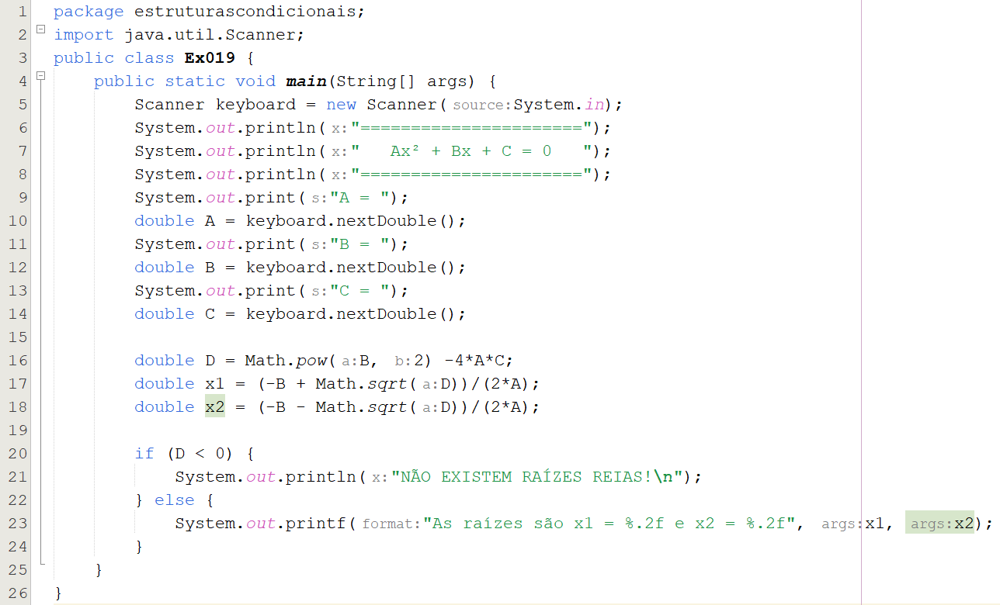 1 package estruturascondicionais;
2 import java.util.Scanner;
3 public class Ex019 {
4     public static void main(String[] args) {
5         Scanner keyboard = new Scanner( source:System.in);
6         System.out.println( x:"======================");
7         System.out.println( x:"   Ax² + Bx + C = 0   ");
8         System.out.println( x:"======================");
9         System.out.print( s:"A = ");
10         double A = keyboard.nextDouble();
11         System.out.print( s:"B = ");
12         double B = keyboard.nextDouble();
13         System.out.print( s:"C = ");
14         double C = keyboard.nextDouble();
15
16         double D = Math.pow( a:B,  b:2) -4*A*C;
17         double x1 = (-B + Math.sqrt( a:D))/(2*A);
18         double x2 = (-B - Math.sqrt( a:D))/(2*A);
19
20         if (D < 0) {
21             System.out.println( x:"NÃO EXISTEM RAÍZES REIAS!\n");
22         } else {
23             System.out.printf( format:"As raízes são x1 = %.2f e x2 = %.2f",  args:x1,  args:x2);
24         }
25     }
26 }